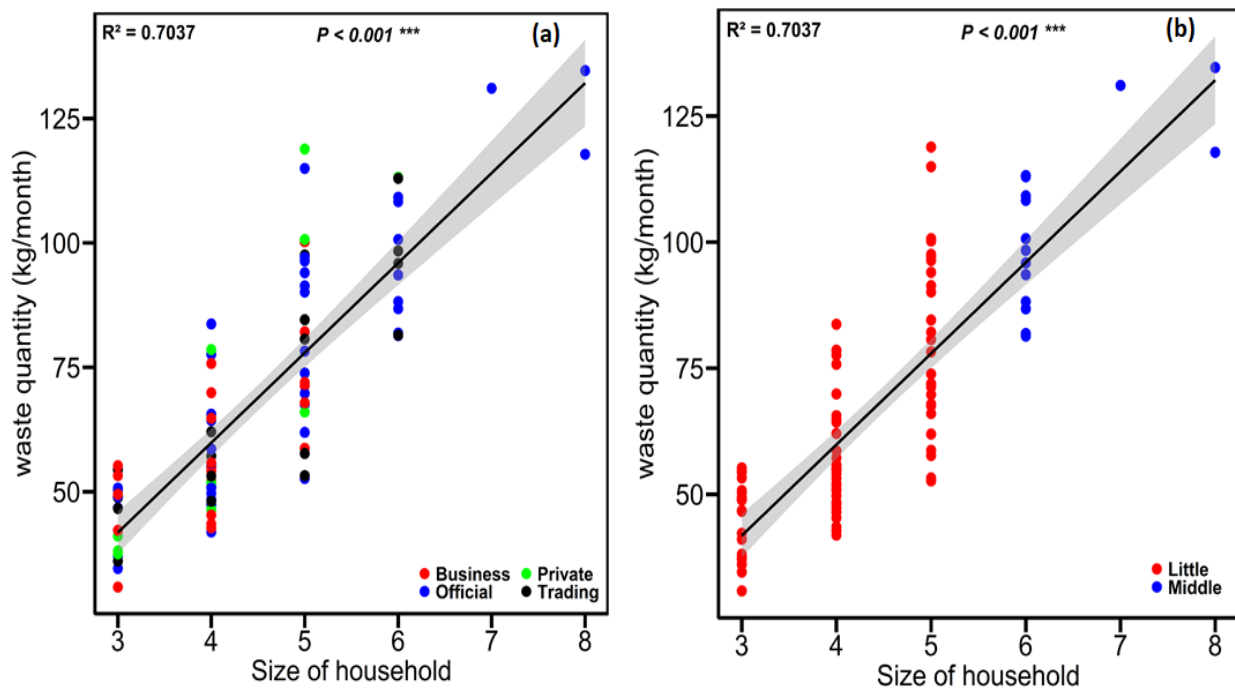 R² = 0.7037
P < 0.001 ***
(a)
waste quantity (kg/month)
125
100
75
50
Business
Private
Official
Trading
3 4 5 6 7 8
Size of household
R² = 0.7037
P < 0.001 ***
(b)
waste quantity (kg/month)
125
100
75
50
Little
Middle
3 4 5 6 7 8
Size of household